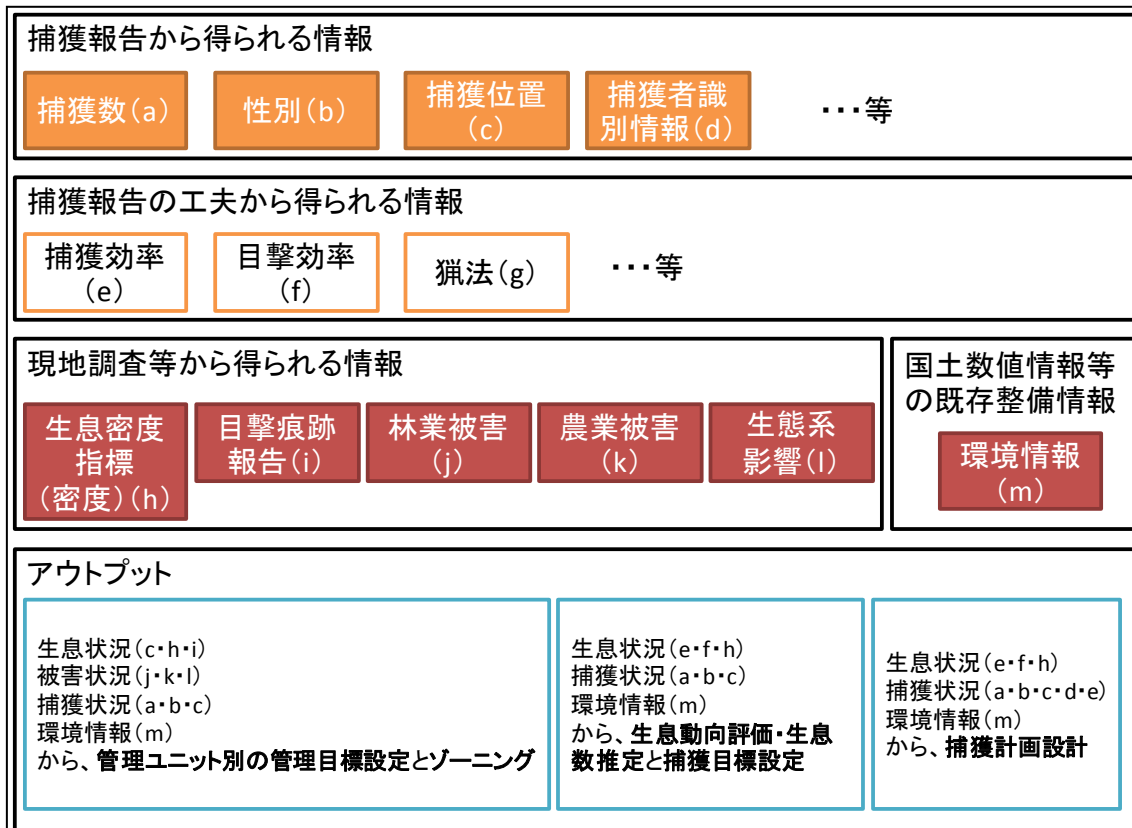 捕獲報告から得られる情報
捕獲数(a)
性別(b)
捕獲位置
(c)
捕獲者識
別情報(d)
・・・等
捕獲報告の工夫から得られる情報
捕獲効率
(e)
目撃効率
(f)
猟法(g)
・・・等
現地調査等から得られる情報
生息密度
指標
(密度)(h)
目撃痕跡
報告(i)
林業被害
(j)
農業被害
(k)
生態系
影響(l)
国土数値情報等
の既存整備情報
環境情報
(m)
アウトプット
生息状況(c・h・i)
被害状況(j・k・l)
捕獲状況(a・b・c)
環境情報(m)
から、管理ユニット別の管理目標設定とゾーニング
生息状況(e・f・h)
捕獲状況(a・b・c)
環境情報(m)
から、生息動向評価・生息
数推定と捕獲目標設定
生息状況(e・f・h)
捕獲状況(a・b・c・d・e)
環境情報(m)
から、捕獲計画設計